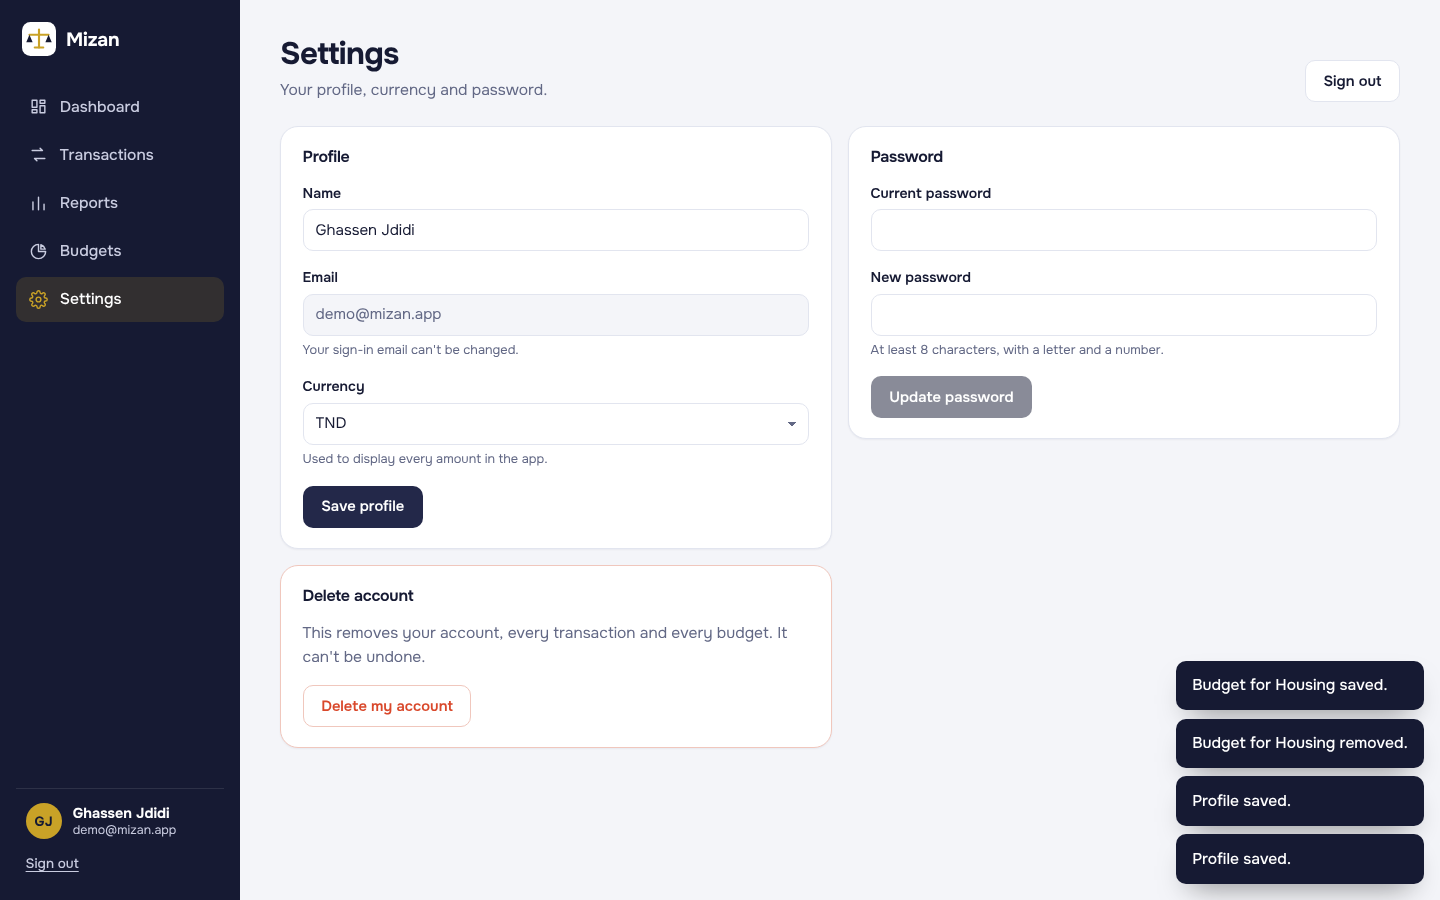 Mizan
Dashboard
Transactions
Reports
Budgets
Settings
Ghassen Jdidi
GJ
demo@mizan.app
Sign out
Settings
Your profile, currency and password.
Sign out
Profile
Name
Ghassen Jdidi
Email
demo@mizan.app
Your sign-in email can't be changed.
Currency
TND
Used to display every amount in the app.
Save profile
Password
Current password
New password
At least 8 characters, with a letter and a number.
Update password
Delete account
This removes your account, every transaction and every budget. It
can't be undone.
Delete my account
Budget for Housing saved.
Budget for Housing removed.
Profile saved.
Profile saved.